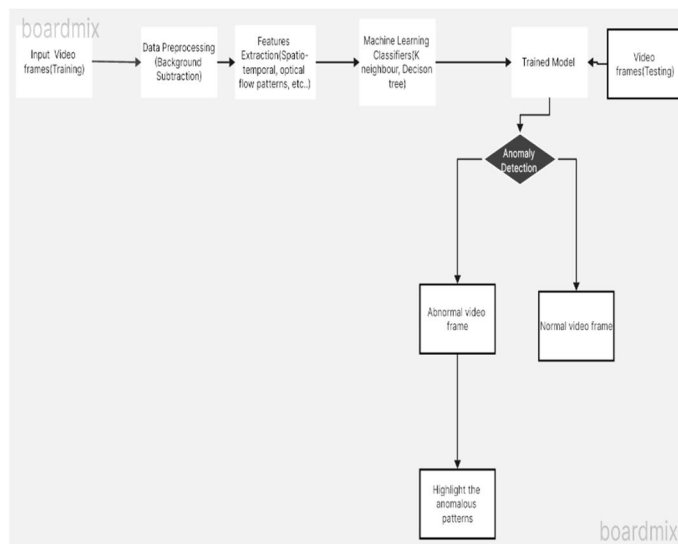 boardmix
Input Video
frames(Training)
Data Preprocessing
(Background
Subtraction)
Features
Extraction(Spatio-
temporal, optical
flow patterns, etc..)
Machine Learning
Classifiers(K
neighbour, Decison
tree)
Trained Model
Video
frames(Testing)
Anomaly
Detection
Abnormal video
frame
Normal video frame
Highlight the
anomalous
patterns
boardmix